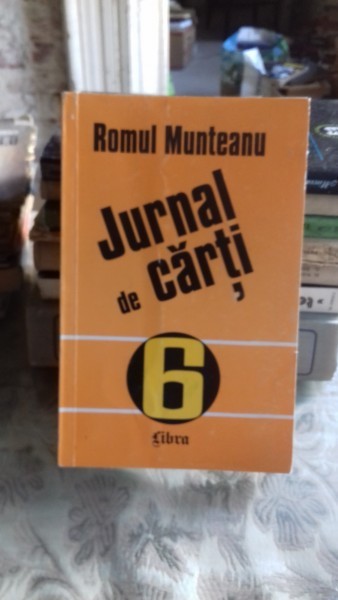 Romul Munteanu
Jurnal
de cărți
6
Libra